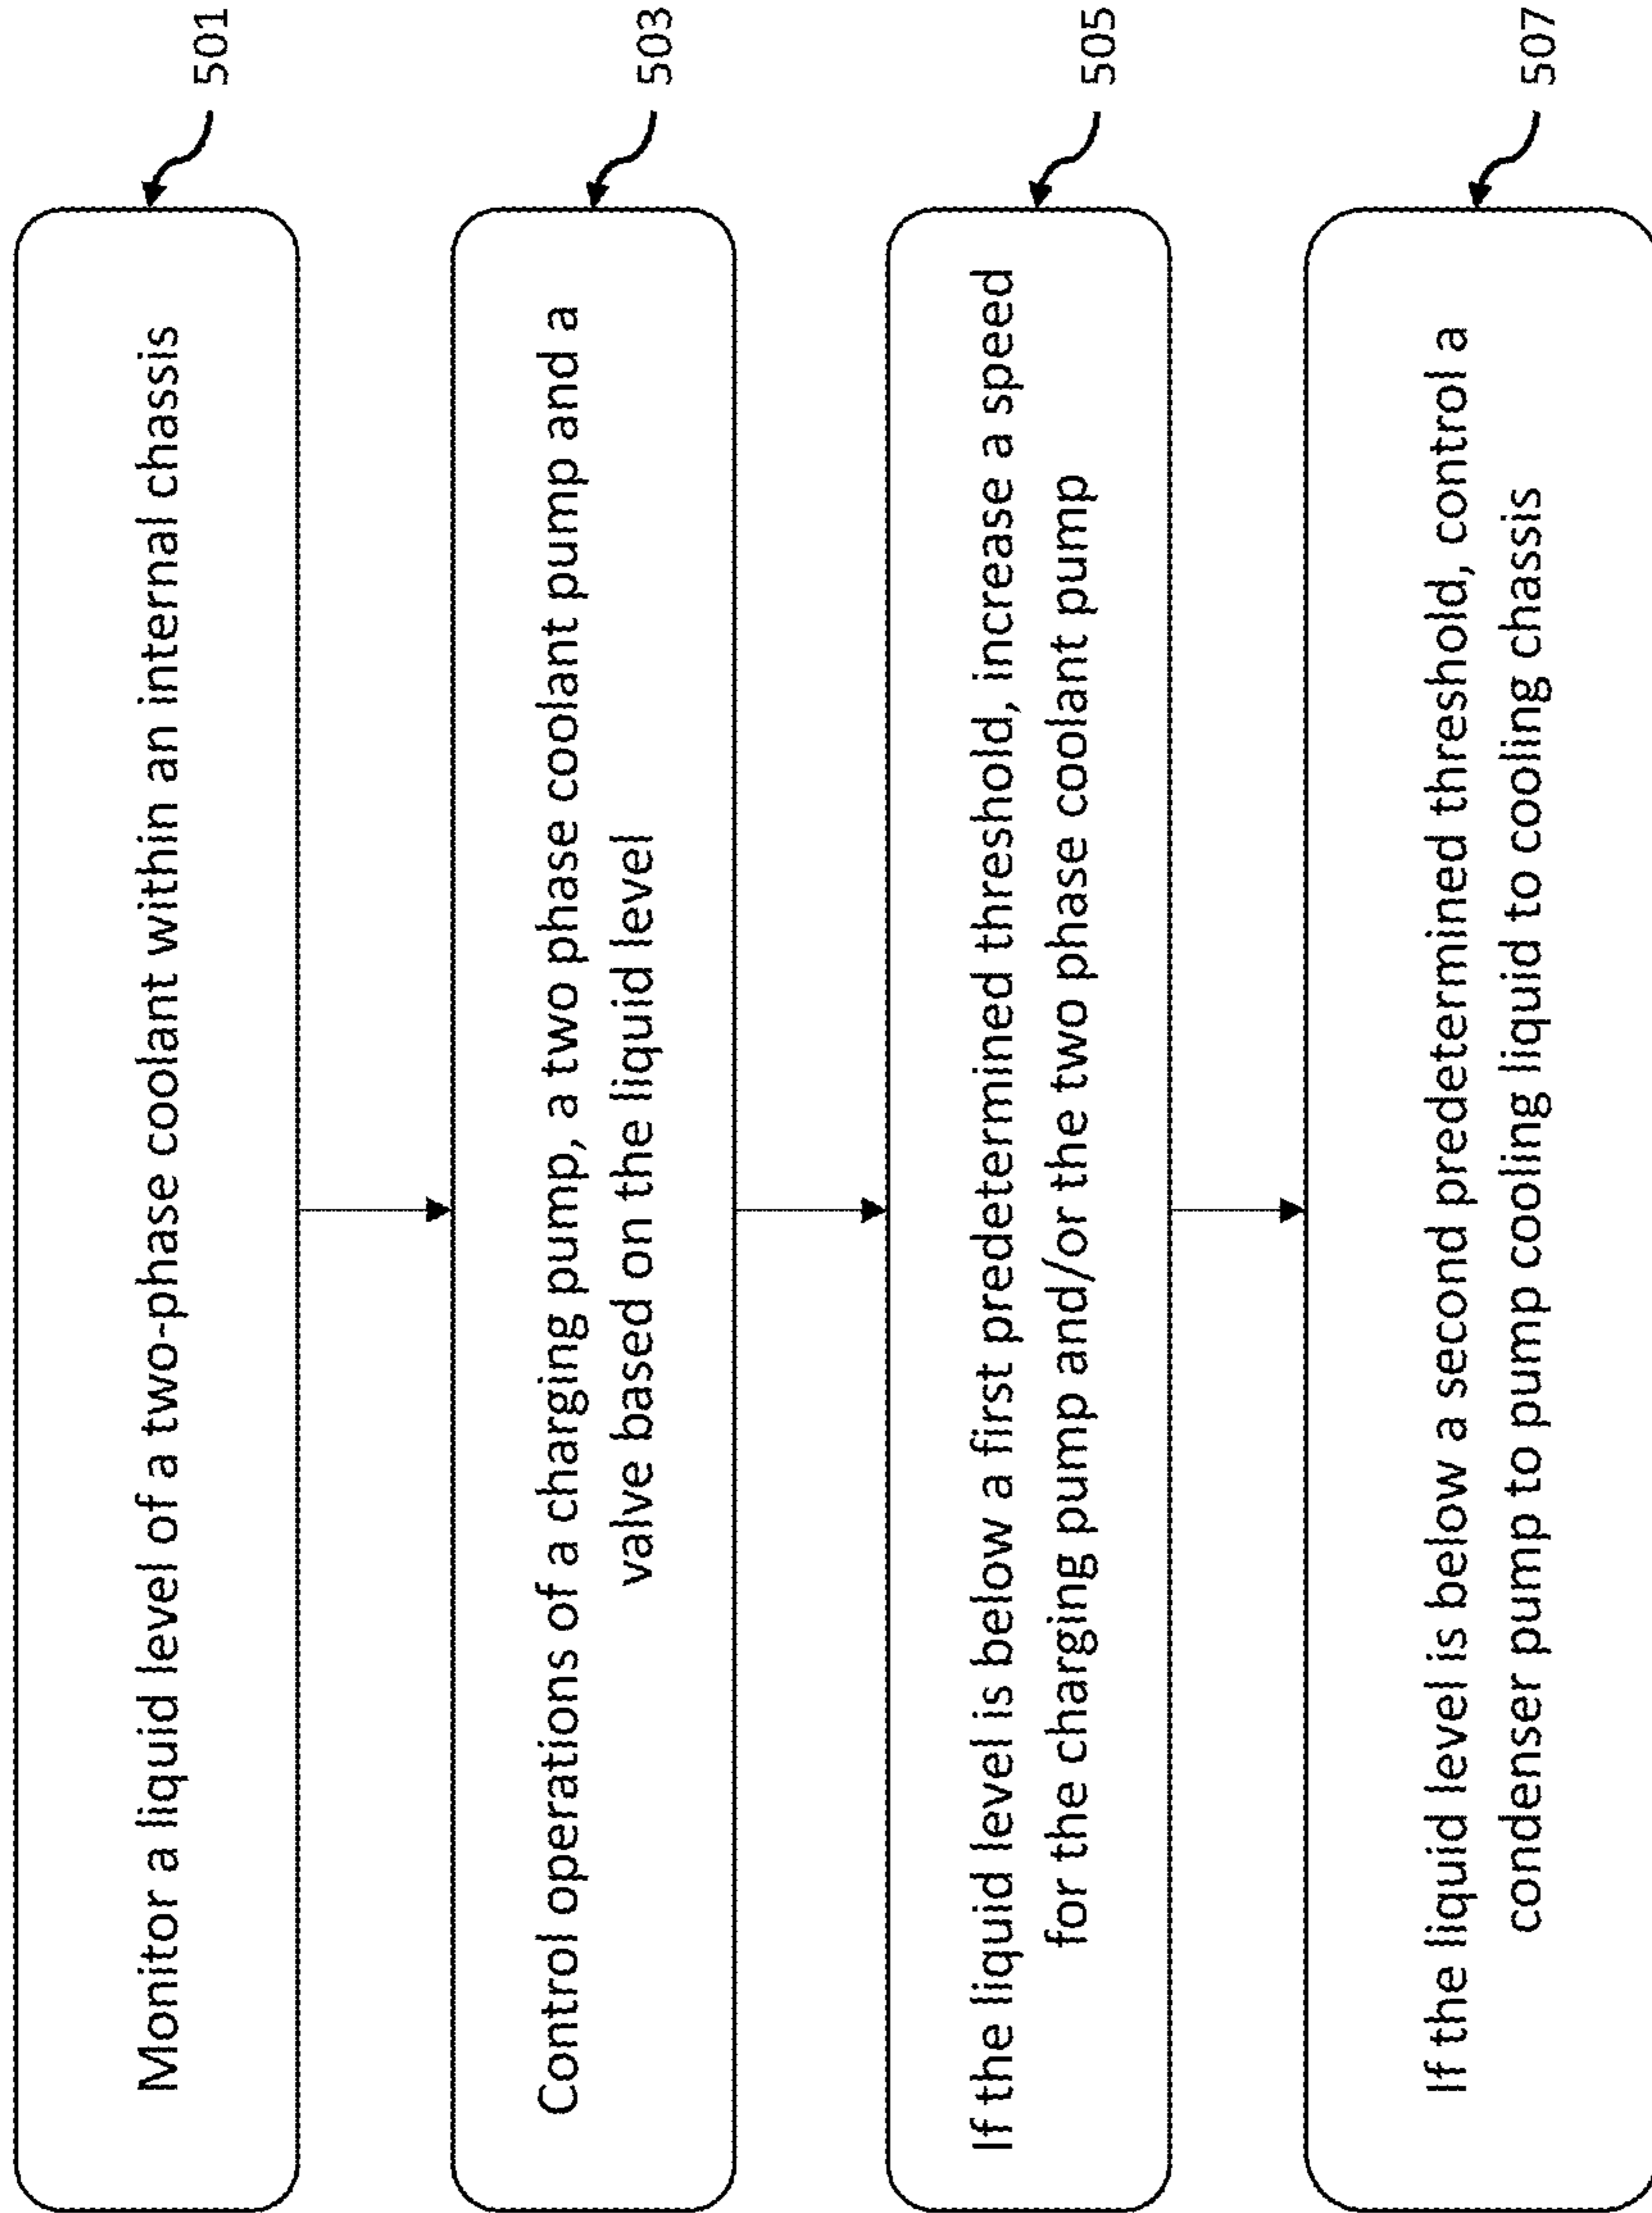 Monitor a liquid level of a two-phase coolant within an internal chassis
501
Control operations of a charging pump, a two phase coolant pump and a
valve based on the liquid level
503
If the liquid level is below a first predetermined threshold, increase a speed
for the charging pump and/or the two phase coolant pump
505
If the liquid level is below a second predetermined threshold, control a
condenser pump to pump cooling liquid to cooling chassis
507